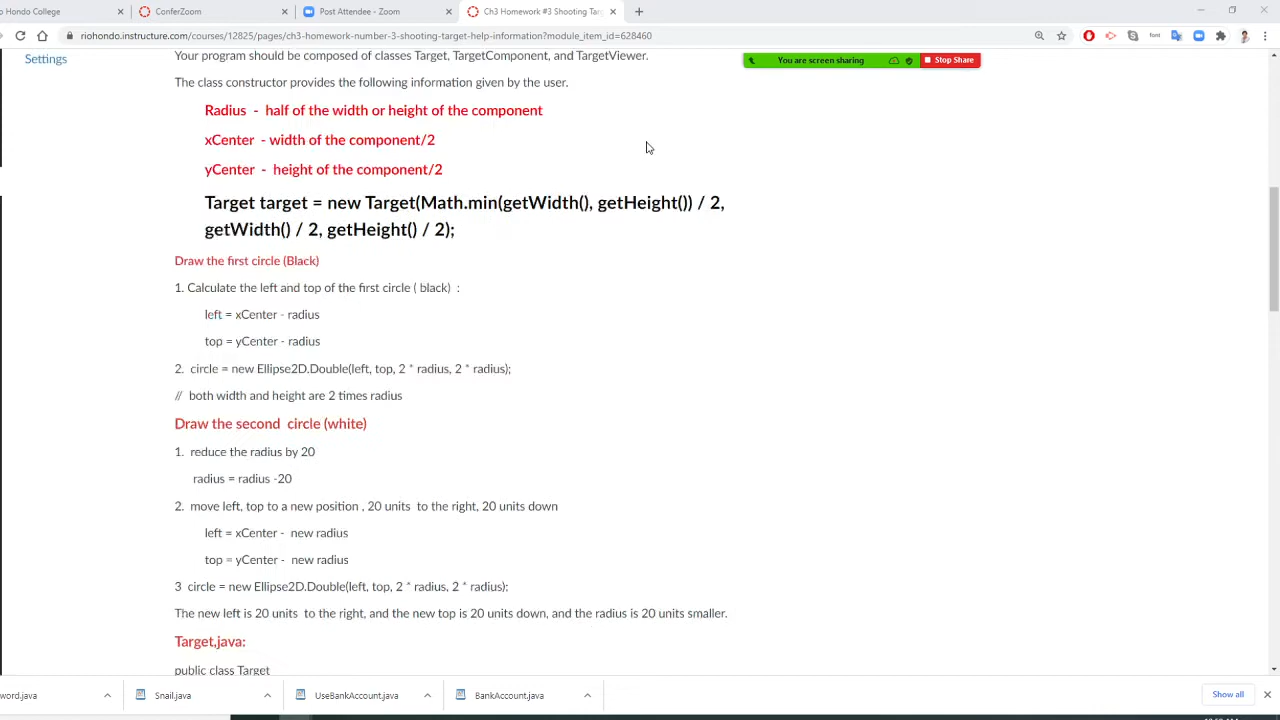 o Hondo College
ConferZoom
Post Attendee - Zoom
Ch3 Homework #3 Shooting Tar
riohondo.instructure.com/courses/12825/pages/ch3-homework-number-3-shooting-target-help-information?module_item_id=628460
Settings
Your program should be composed of classes Target, TargetComponent, and TargetViewer.
You are screen sharing
Stop Share
The class constructor provides the following information given by the user.
Radius - half of the width or height of the component
xCenter - width of the component/2
yCenter - height of the component/2
Target target = new Target(Math.min(getWidth(), getHeight()) / 2,
getWidth() / 2, getHeight() / 2);
Draw the first circle (Black)
1. Calculate the left and top of the first circle ( black) :
left = xCenter - radius
top = yCenter - radius
2. circle = new Ellipse2D.Double(left, top, 2 * radius, 2 * radius);
// both width and height are 2 times radius
Draw the second circle (white)
1. reduce the radius by 20
radius = radius -20
2. move left, top to a new position , 20 units to the right, 20 units down
left = xCenter - new radius
top = yCenter - new radius
3 circle = new Ellipse2D.Double(left, top, 2 * radius, 2 * radius);
The new left is 20 units to the right, and the new top is 20 units down, and the radius is 20 units smaller.
Target,java:
public class Target
word.java
Snail.java
UseBankAccount.java
BankAccount.java
Show all